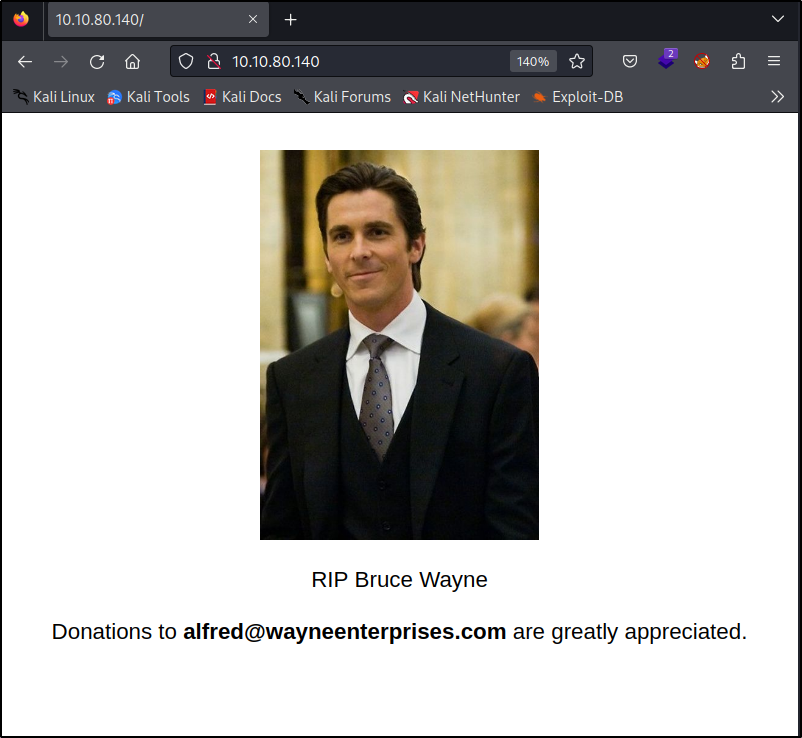 10.10.80.140/
10.10.80.140
140%
2
Kali Linux
Kali Tools
Kali Docs
Kali Forums
Kali NetHunter
Exploit-DB
RIP Bruce Wayne
Donations to alfred@wayneenterprises.com are greatly appreciated.